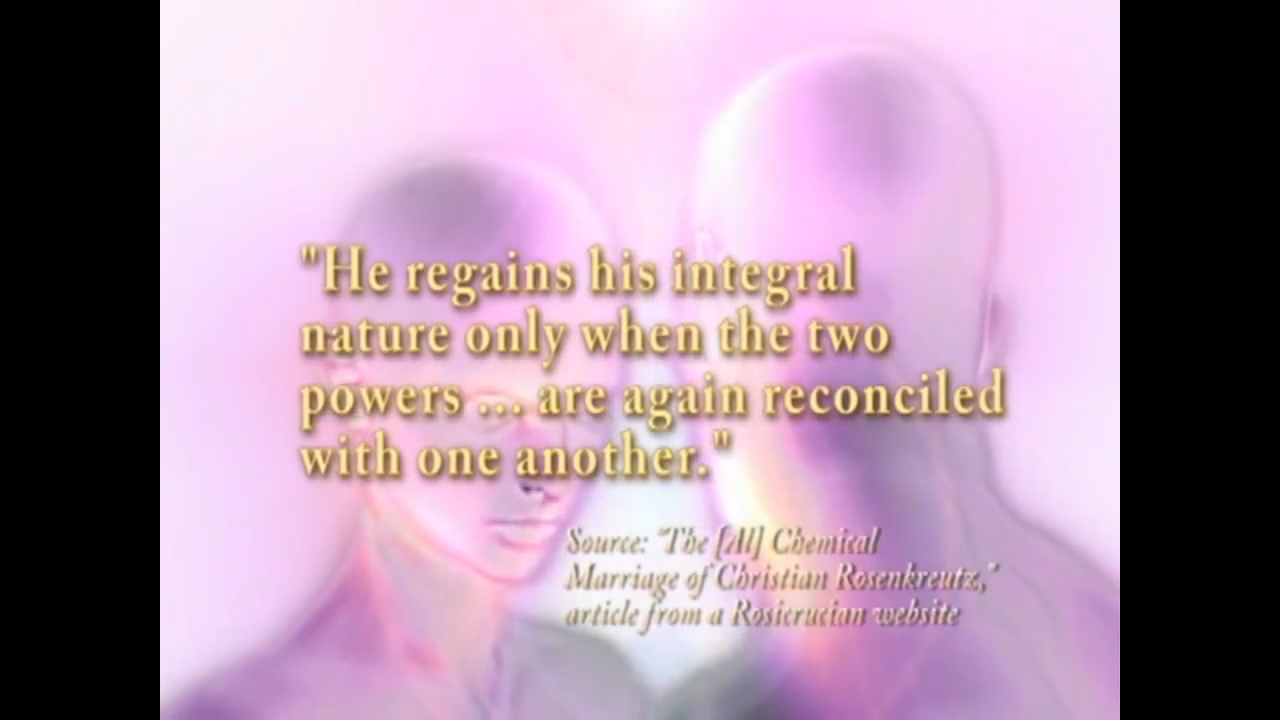 "He regains his integral
nature only when the two
powers ... are again reconciled
with one another."
Source: "The [Al] Chemical
Marriage of Christian Rosenkreutz,"
article from a Rosicrucian website